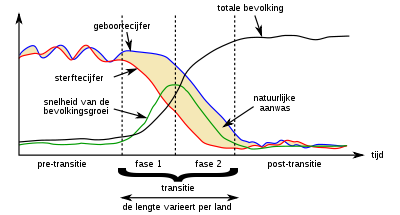 totale bevolking
geboortecijfer
sterftecijfer
snelheid van de
bevolkingsgroei
natuurlijke
aanwas
tijd
pre-transitie
fase 1
fase 2
post-transitie
transitie
de lengte varieert per land